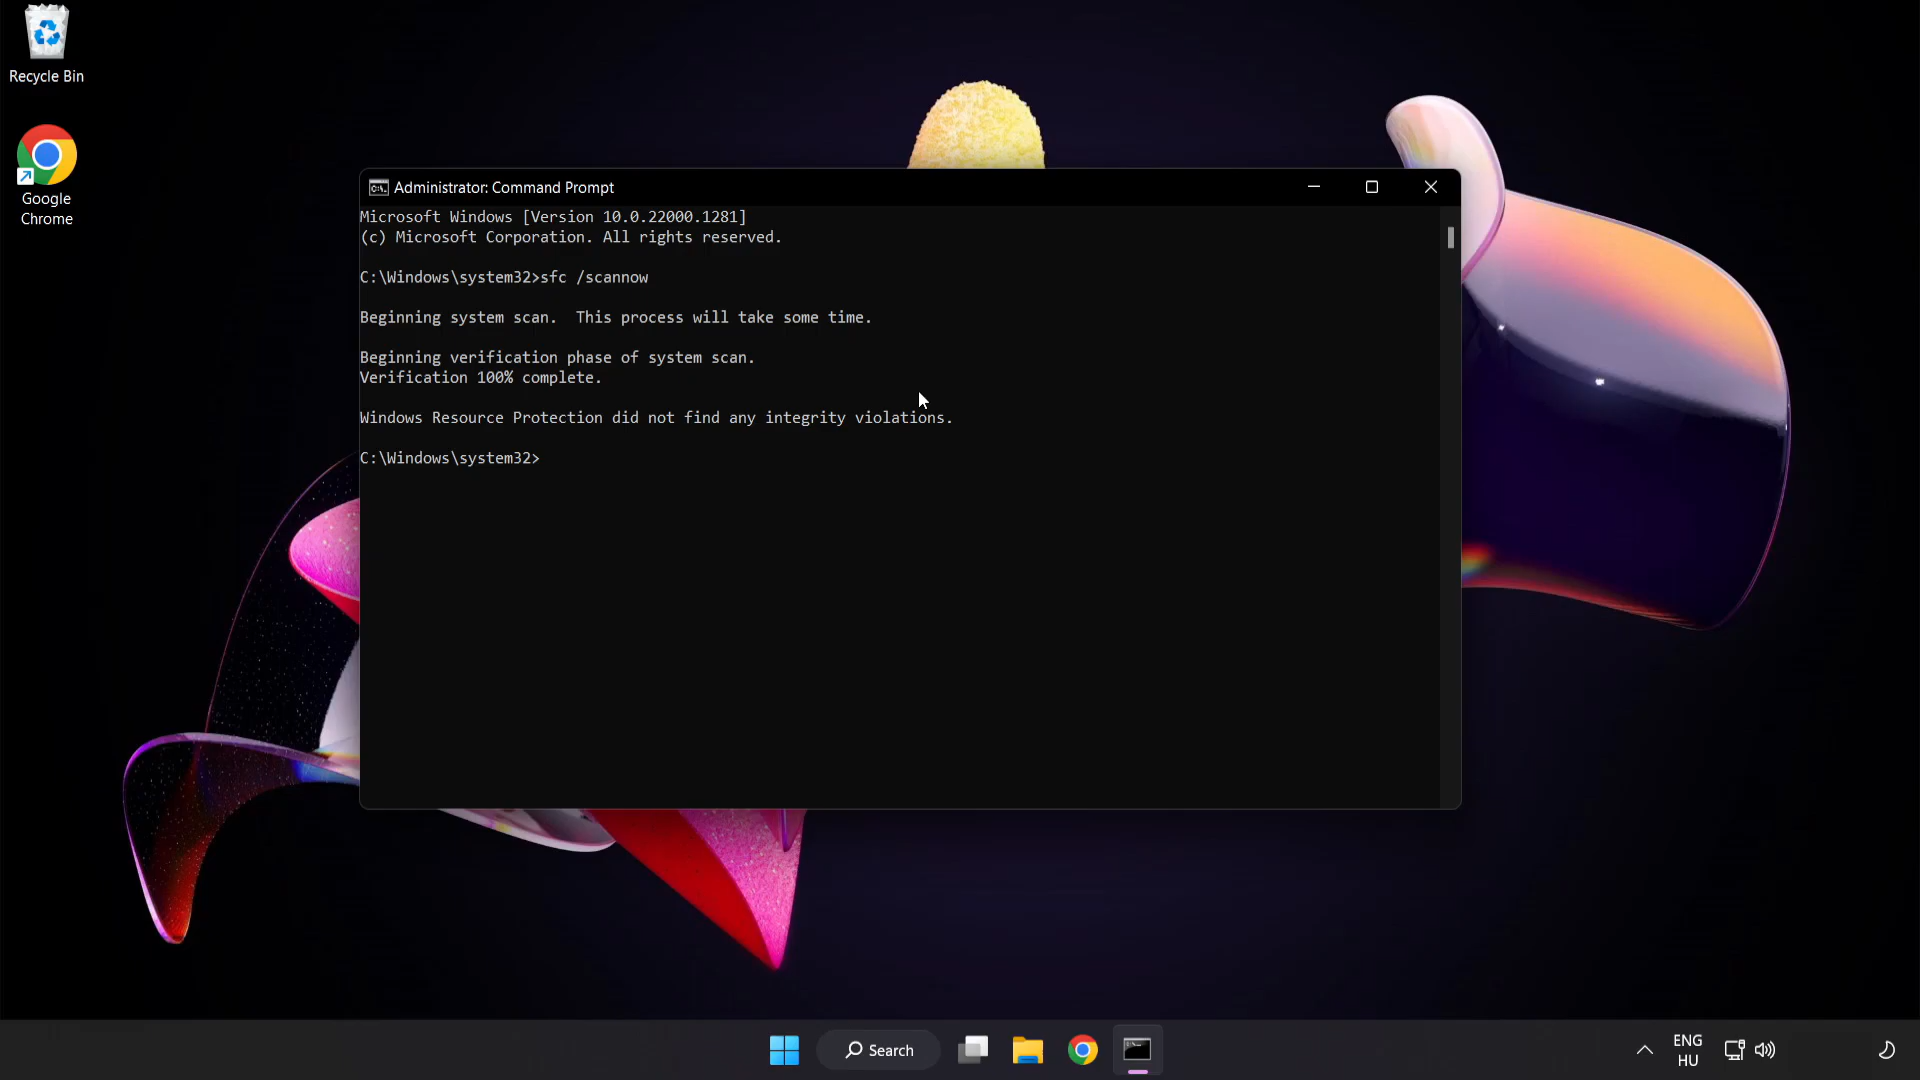 Recycle Bin
Google
Chrome
Administrator: Command Prompt
Microsoft Windows [Version 10.0.22000.1281]
(c) Microsoft Corporation. All rights reserved.
C:\Windows\system32>sfc /scannow
Beginning system scan.  This process will take some time.
Beginning verification phase of system scan.
Verification 100% complete.
Windows Resource Protection did not find any integrity violations.
C:\Windows\system32>
Search
ENG
HU